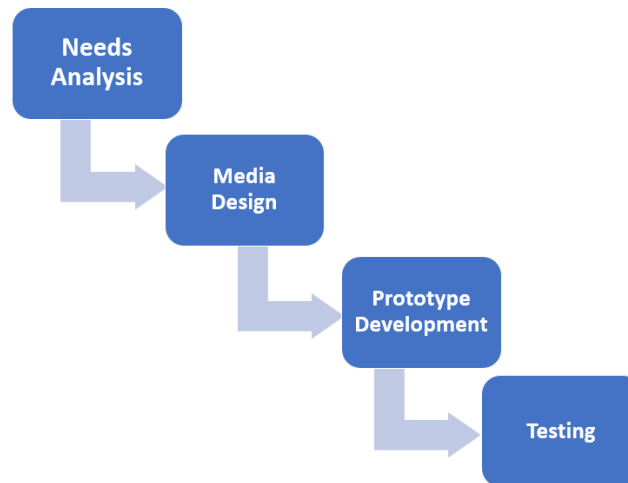 Needs
Analysis
Media
Design
Prototype
Development
Testing